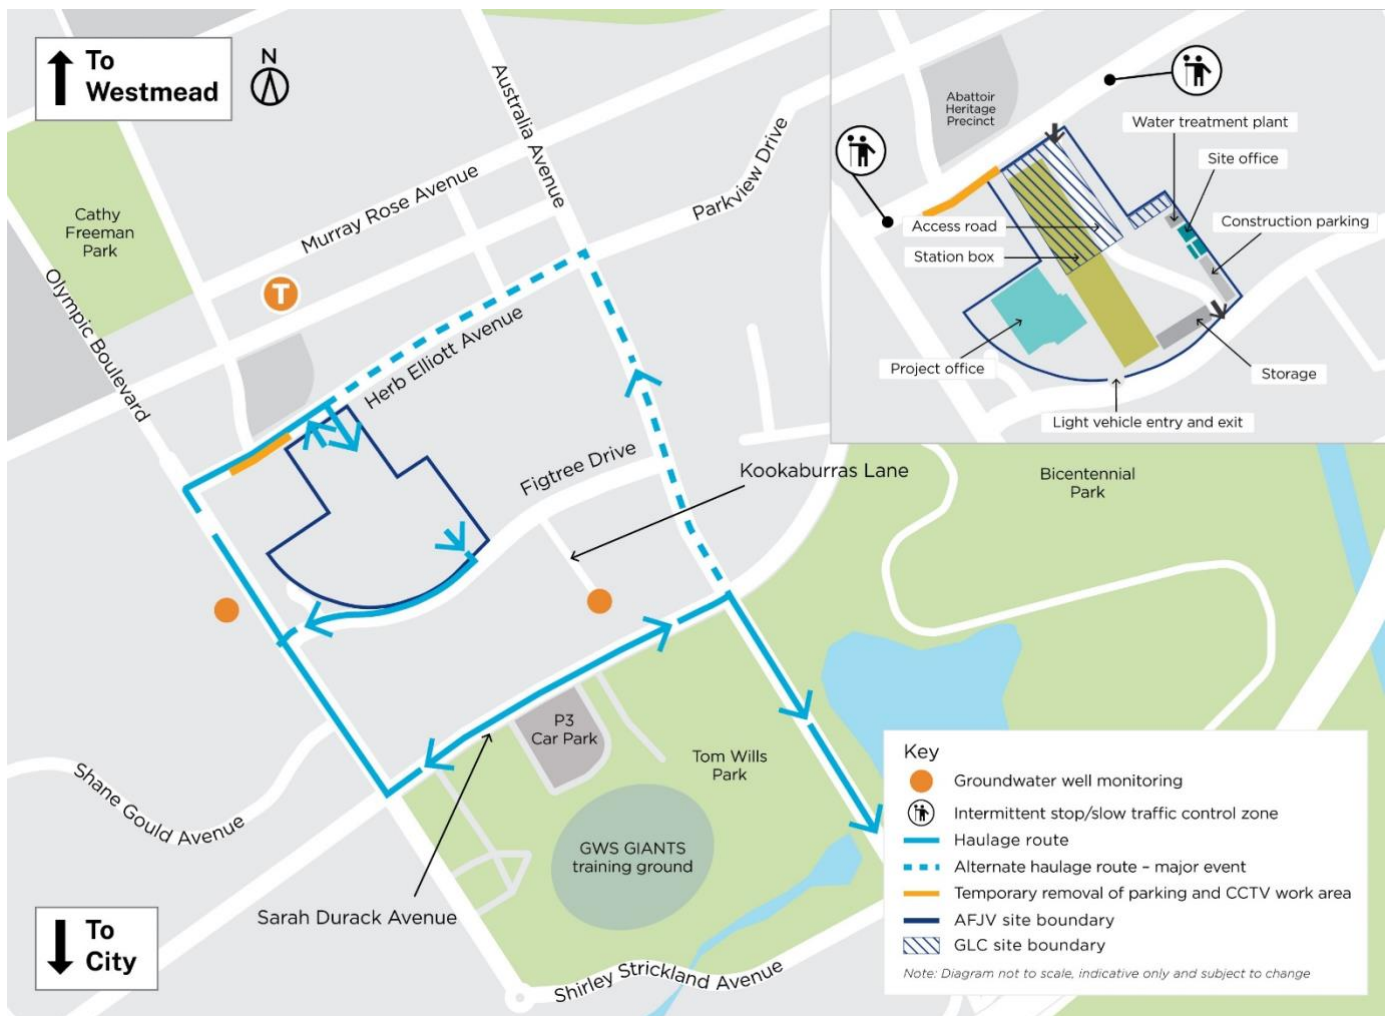 To
Westmead
N
Cathy
Freeman
Park
Olympic Boulevard
Murray Rose Avenue
Australia Avenue
Parkview Drive
T
Herb Elliott Avenue
Figtree Drive
Kookaburras Lane
Bicentennial
Park
Shane Gould Avenue
Sarah Durack Avenue
P3
Car Park
Tom Wills
Park
GWS GIANTS
training ground
Shirley Strickland Avenue
To
City
Abattoir
Heritage
Precinct
Water treatment plant
Site office
Construction parking
Access road
Station box
Project office
Storage
Light vehicle entry and exit
Key
Groundwater well monitoring
Intermittent stop/slow traffic control zone
Haulage route
Alternate haulage route – major event
Temporary removal of parking and CCTV work area
AFJV site boundary
GLC site boundary
Note: Diagram not to scale, indicative only and subject to change